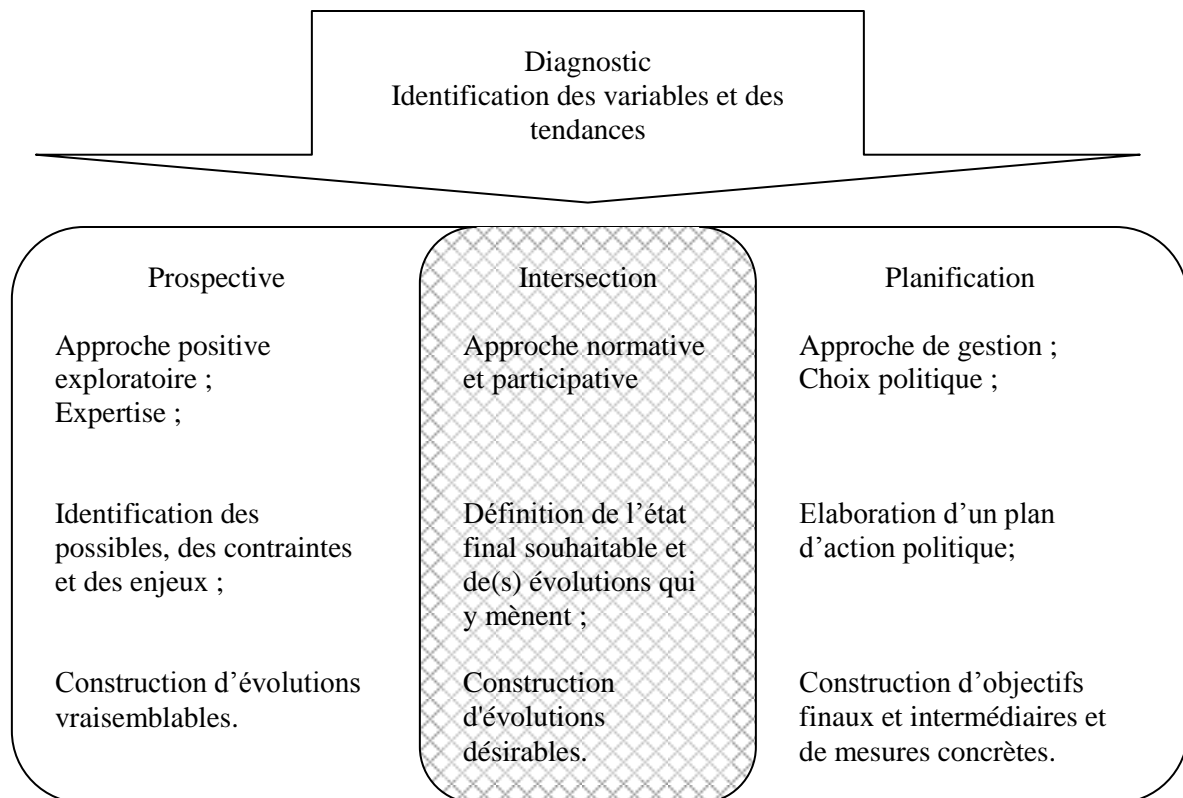 Diagnostic
Identification des variables et des
tendances
Prospective
Approche positive
exploratoire ;
Expertise ;
Identification des
possibles, des contraintes
et des enjeux ;
Construction d’évolutions
vraisemblables.
Intersection
Approche normative
et participative
Définition de l’état
final souhaitable et
de(s) évolutions qui
y mènent ;
Construction
d'évolutions
désirables.
Planification
Approche de gestion ;
Choix politique ;
Elaboration d’un plan
d’action politique;
Construction d’objectifs
finaux et intermédiaires et
de mesures concrètes.